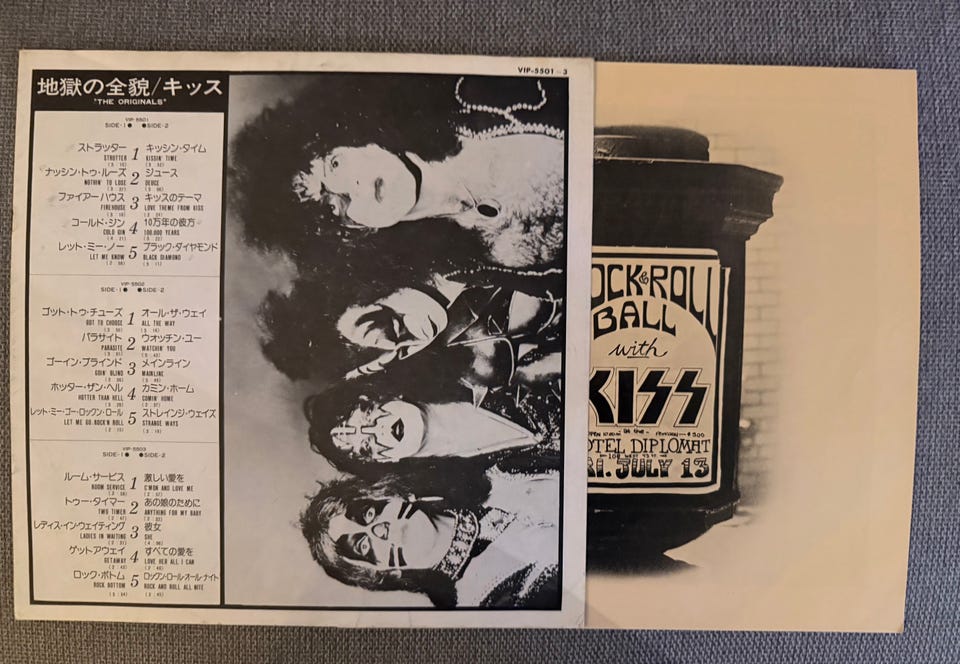 VIP-5501~3
地獄の全貌/キッス
"THE ORIGINALS"
VIP-5501
SIDE-1● ●SIDE-2
ストラッター 1 キッシン・タイム
STRUTTER KISSIN' TIME
ナッシン・トゥ・ルーズ 2 ジュース
NOTHIN' TO LOSE DEUCE
ファイアーハウス 3 キッスのテーマ
FIREHOUSE LOVE THEME FROM KISS
コールド・ジン 4 10万年の彼方
COLD GIN 100.000 YEARS
レット・ミー・ノー 5 ブラック・ダイヤモンド
LET ME KNOW BLACK DIAMOND
VIP-5502
SIDE-1● ●SIDE-2
ゴット・トゥ・チューズ 1 オール・ザ・ウェイ
GOT TO CHOOSE ALL THE WAY
パラサイト 2 ウォッチン・ユー
PARASITE WATCHIN' YOU
ゴーイン・ブラインド 3 メインライン
GOIN' BLIND MAINLINE
ホッター・ザン・ヘル 4 カミン・ホーム
HOTTER THAN HELL COMIN' HOME
レット・ミー・ゴー・ロックン・ロール 5 ストレインジ・ウェイズ
LET ME GO.ROCK'N ROLL STRANGE WAYS
VIP-5503
SIDE-1● ●SIDE-2
ルーム・サービス 1 激しい愛を
ROOM SERVICE C'MON AND LOVE ME
トゥー・タイマー 2 あの娘のために
TWO TIMER ANYTHING FOR MY BABY
レディス・イン・ウェイティング 3 彼女
LADIES IN WAITING SHE
ゲットアウェイ 4 すべての愛を
GETAWAY LOVE HER ALL I CAN
ロック・ボトム 5 ロックン・ロール・オール・ナイト
ROCK BOTTOM ROCK AND ROLL ALL NITE
OCK & ROLL
BALL
with
KISS
at the
OTEL DIPLOMAT
RI. JULY 13